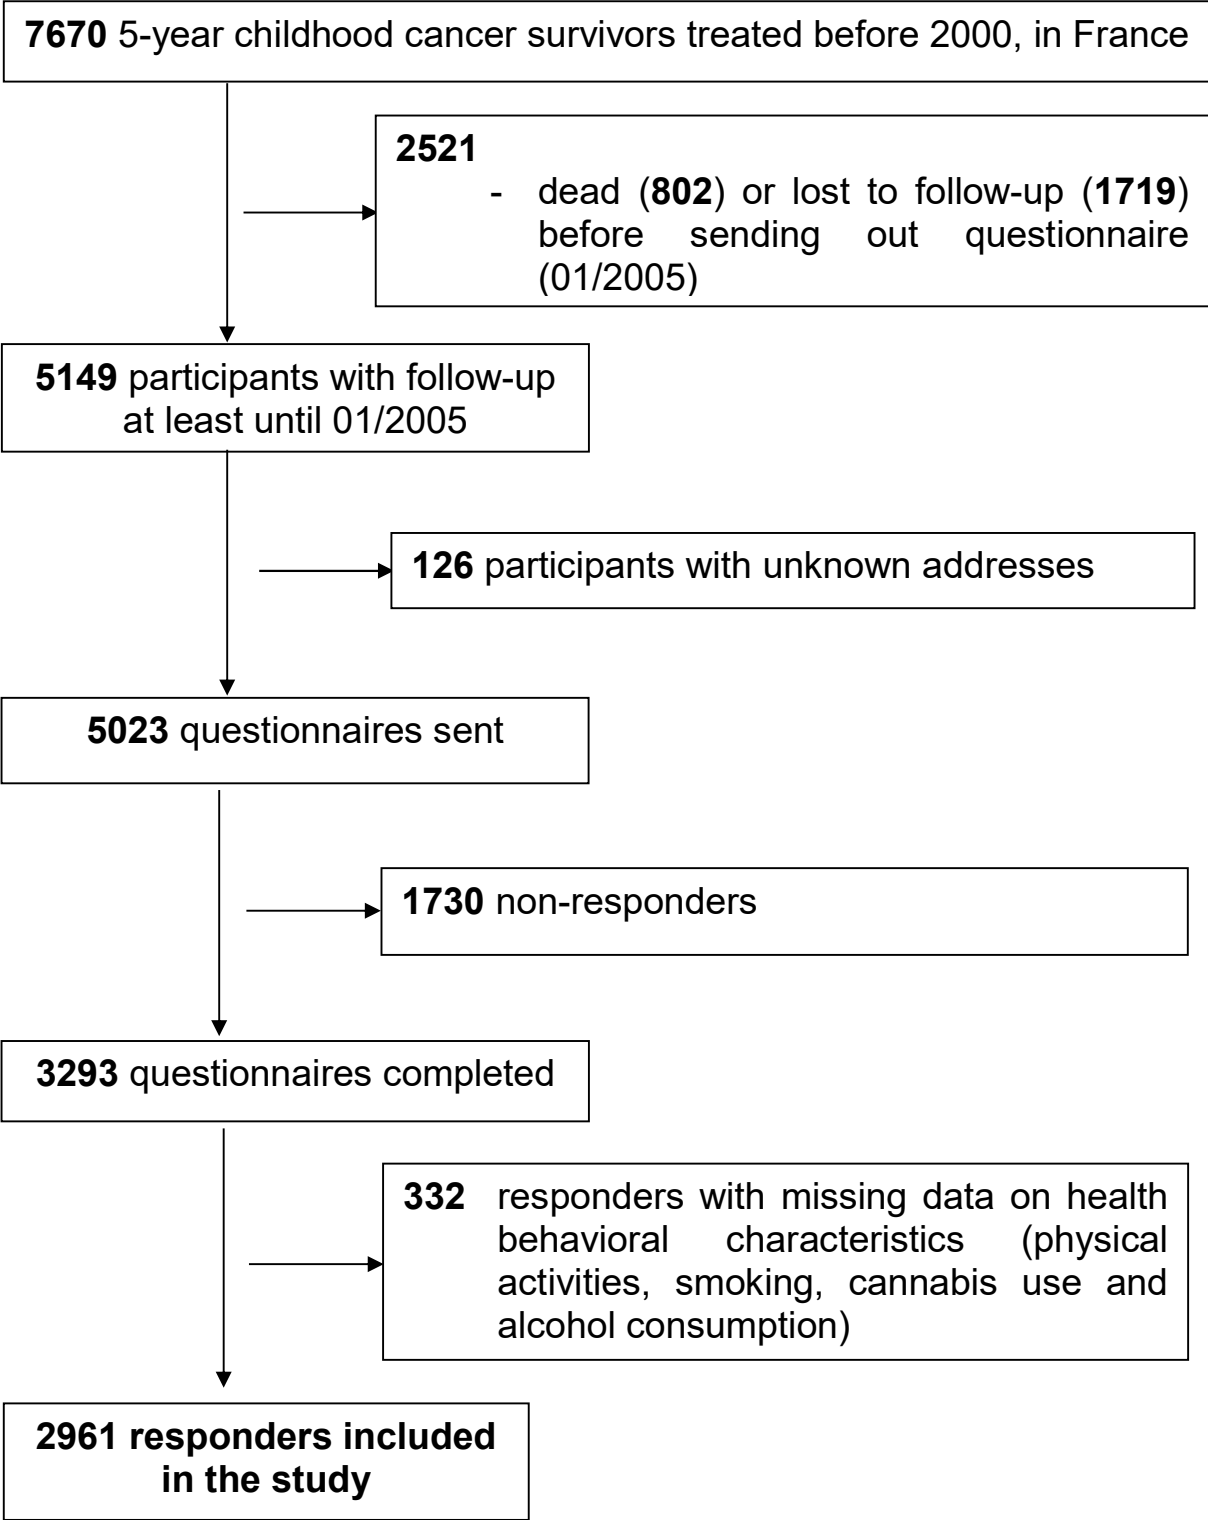 7670 5-year childhood cancer survivors treated before 2000, in France
2521
- dead (802) or lost to follow-up (1719)
before sending out questionnaire
(01/2005)
5149 participants with follow-up
at least until 01/2005
126 participants with unknown addresses
5023 questionnaires sent
1730 non-responders
3293 questionnaires completed
332 responders with missing data on health
behavioral characteristics (physical
activities, smoking, cannabis use and
alcohol consumption)
2961 responders included
in the study